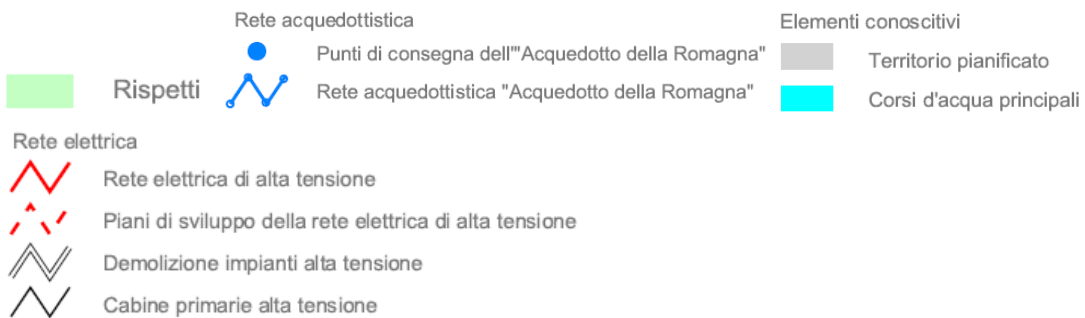 Rete acquedottistica
Punti di consegna dell'"Acquedotto della Romagna"
Rete acquedottistica "Acquedotto della Romagna"
Rispetti
Elementi conoscitivi
Territorio pianificato
Corsi d'acqua principali
Rete elettrica
Rete elettrica di alta tensione
Piani di sviluppo della rete elettrica di alta tensione
Demolizione impianti alta tensione
Cabine primarie alta tensione